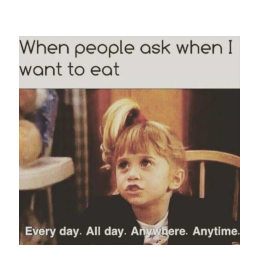 When people ask when I
want to eat
Every day. All day. Anywhere. Anytime.